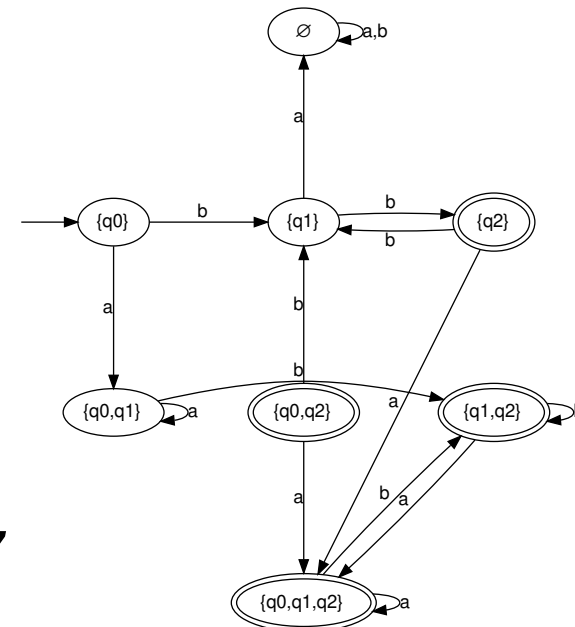 ∅
a,b
a
{q0}
b
{q1}
b
b
{q2}
a
b
b
a
{q0,q1}
a
{q0,q2}
{q1,q2}
a
b
a
{q0,q1,q2}
a